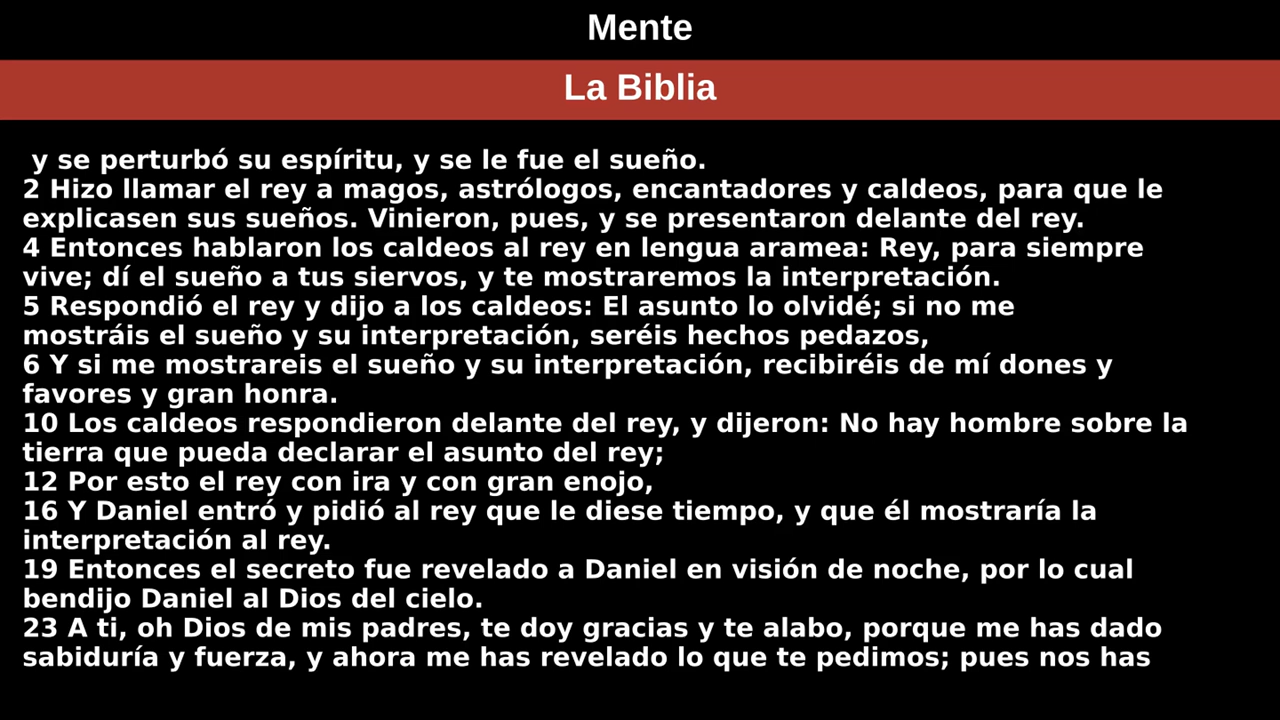 Mente
La Biblia
y se perturbó su espíritu, y se le fue el sueño.
2 Hizo llamar el rey a magos, astrólogos, encantadores y caldeos, para que le
explicasen sus sueños. Vinieron, pues, y se presentaron delante del rey.
4 Entonces hablaron los caldeos al rey en lengua aramea: Rey, para siempre
vive; dí el sueño a tus siervos, y te mostraremos la interpretación.
5 Respondió el rey y dijo a los caldeos: El asunto lo olvidé; si no me
mostráis el sueño y su interpretación, seréis hechos pedazos,
6 Y si me mostrareis el sueño y su interpretación, recibiréis de mí dones y
favores y gran honra.
10 Los caldeos respondieron delante del rey, y dijeron: No hay hombre sobre la
tierra que pueda declarar el asunto del rey;
12 Por esto el rey con ira y con gran enojo,
16 Y Daniel entró y pidió al rey que le diese tiempo, y que él mostraría la
interpretación al rey.
19 Entonces el secreto fue revelado a Daniel en visión de noche, por lo cual
bendijo Daniel al Dios del cielo.
23 A ti, oh Dios de mis padres, te doy gracias y te alabo, porque me has dado
sabiduría y fuerza, y ahora me has revelado lo que te pedimos; pues nos has